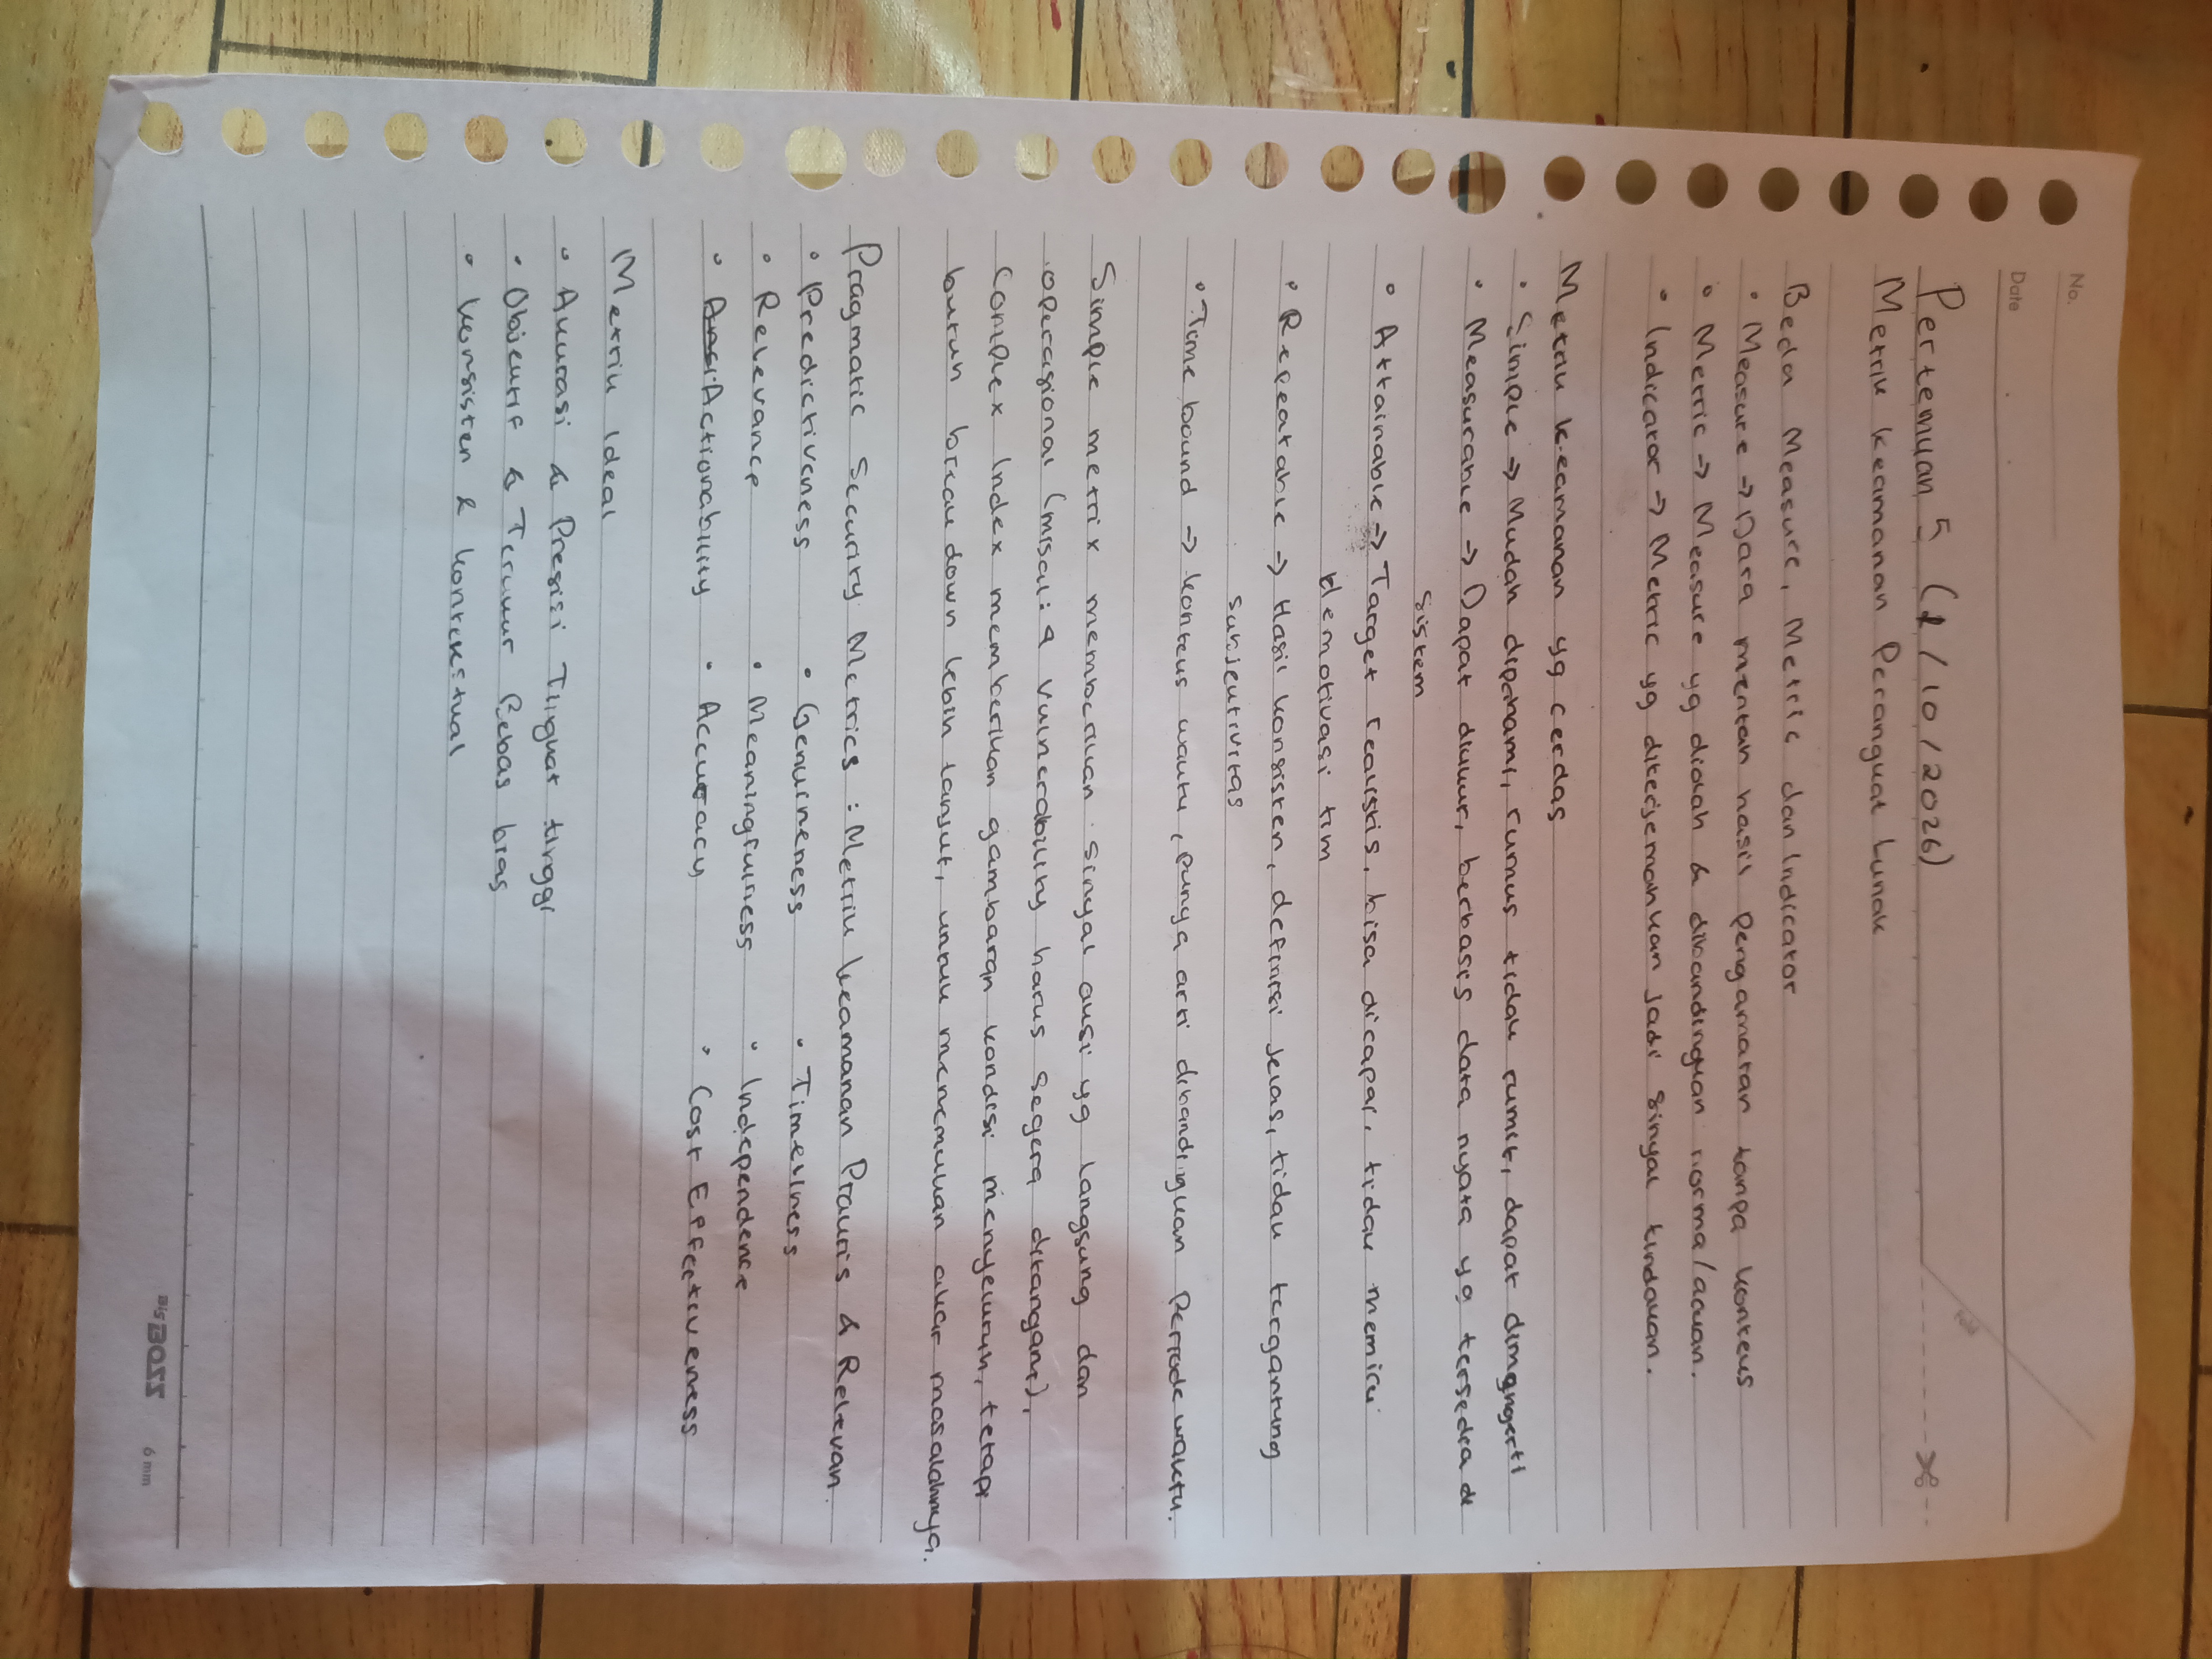 No.
Date
fold
Pertemuan 5 (1/10/2026)
Metrik Keamanan Perangkat Lunak
Beda Measure, Metric dan Indicator
• Measure → Data mentah hasil pengamatan tanpa konteks
• Metric → Measure yg diolah & dibandingkan norma/acuan.
• Indicator → Metric yg diterjemahkan jadi sinyal tindakan.
Metrik Keamanan yg cerdas
• Simple → Mudah dipahami, rumus tidak rumit, dapat dimengerti
• Measurable → Dapat diukur, berbasis data nyata yg tersedia di
sistem
• Attainable → Target realistis, bisa dicapai, tidak memicu
demotivasi tim
• Repeatable → Hasil konsisten, definisi jelas, tidak tergantung
subjektivitas
• Time bound → konteks waktu, punya arti dibandingkan periode waktu.
Simple metrix memberikan sinyal aksi yg langsung dan
operasional (misal: 9 vulnerability harus segera ditangani),
Complex Index memberikan gambaran kondisi menyeluruh, tetapi
butuh breakdown lebih lanjut, untuk menemukan akar masalahnya.
Pragmatic Security Metrics : Metrik keamanan Praktis & Relevan.
• Predictiveness • Genuineness • Timeliness
• Relevance • Meaningfulness • Independence
• Actionability • Accuracy • Cost Effectiveness
Metrik Ideal
• Akurasi & Presisi Tingkat tinggi
• Objektif & Terukur Bebas bias
• Konsisten & kontekstual
Big BOSS 6 mm